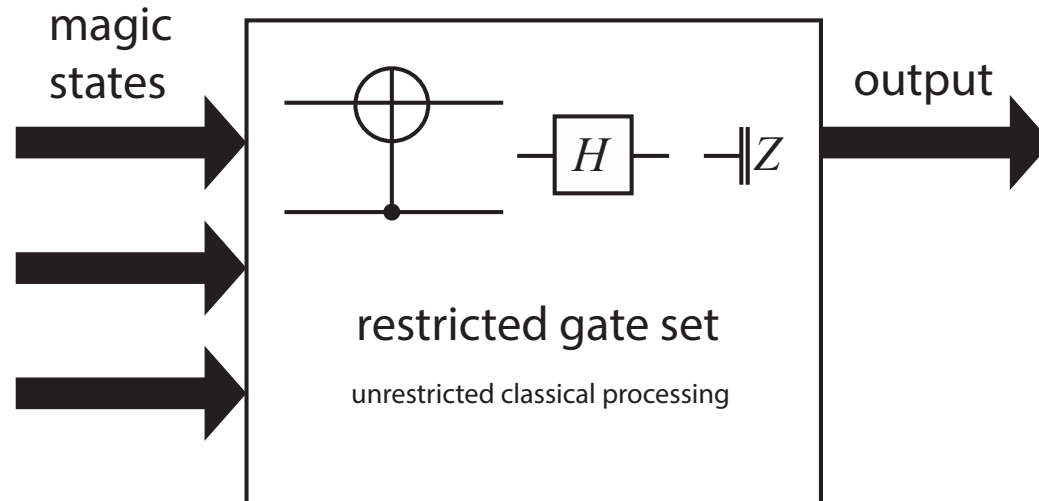 magic
states
output
H
Z
restricted gate set
unrestricted classical processing